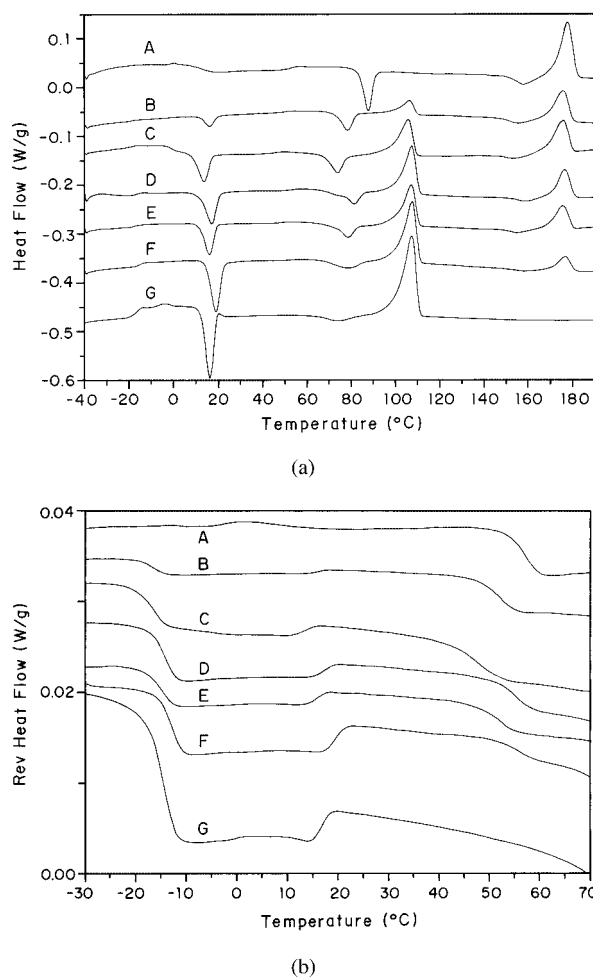 0.1
0.0
-0.1
-0.2
-0.3
-0.4
-0.5
-0.6
Heat Flow (W/g)
A
B
C
D
E
F
G
-40 -20 0 20 40 60 80 100 120 140 160 180
Temperature (°C)
(a)
0.04
0.02
0.00
Rev Heat Flow (W/g)
A
B
C
D
E
F
G
-30 -20 -10 0 10 20 30 40 50 60 70
Temperature (°C)
(b)